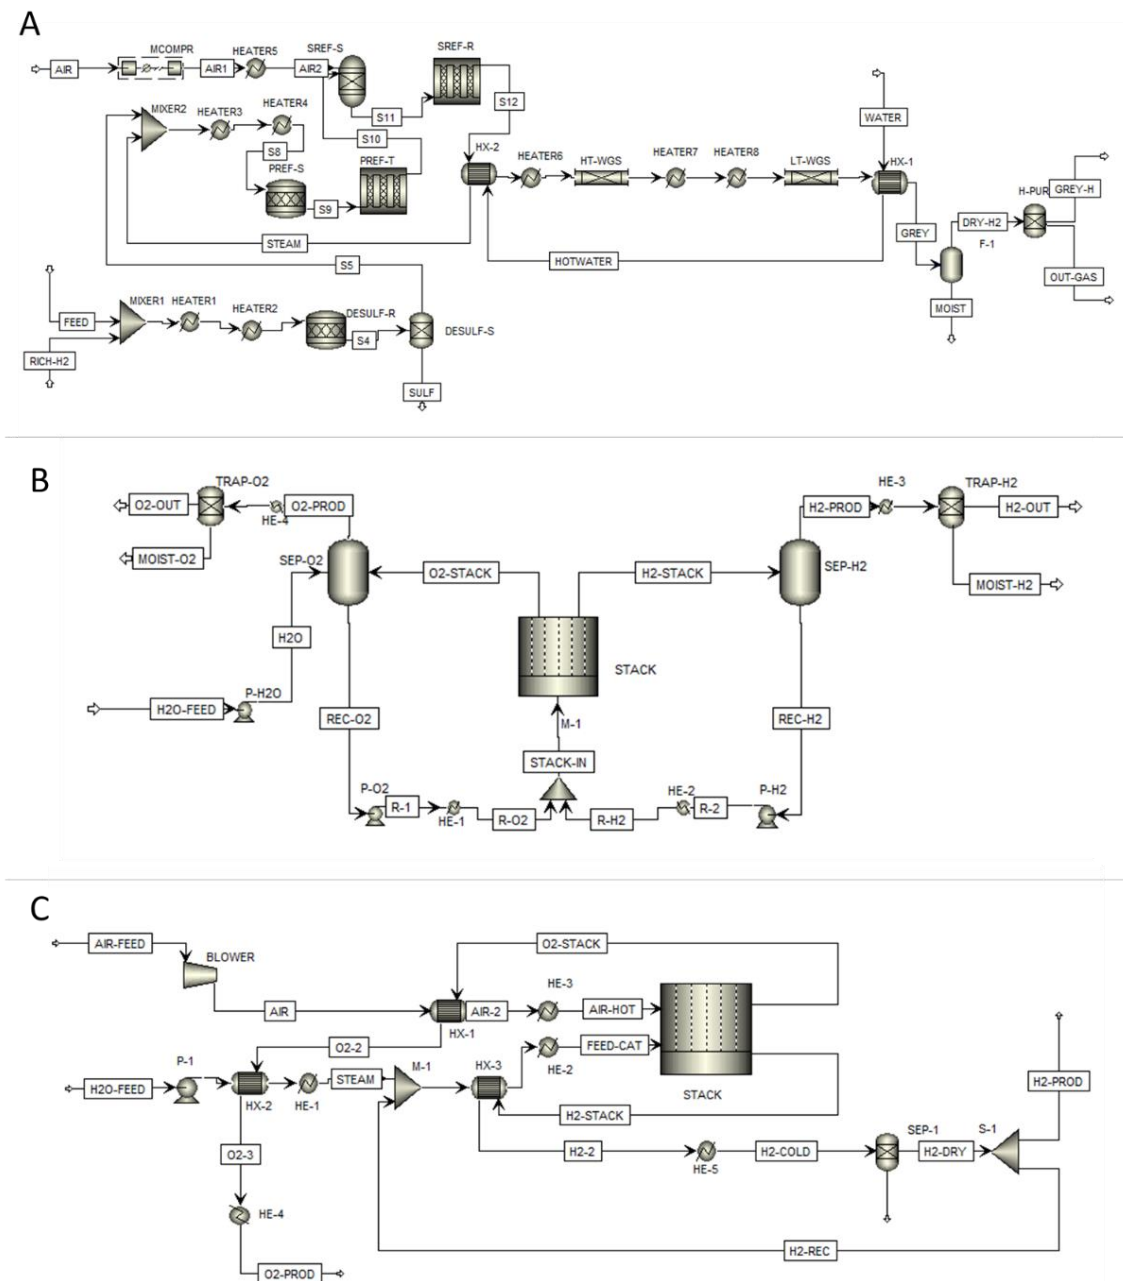 A
AIR
MCOMPR
AIR1
HEATER5
AIR2
SREF-S
SREF-R
S11
S12
MIXER2
HEATER3
HEATER4
S8
S10
PREF-S
PREF-T
S9
STEAM
S5
HX-2
HEATER6
HT-WGS
HEATER7
HEATER8
LT-WGS
WATER
HX-1
HOTWATER
GREY
H-PUR
GREY-H
DRY-H2
F-1
OUT-GAS
MOIST
FEED
MIXER1
HEATER1
HEATER2
DESULF-R
S4
DESULF-S
RICH-H2
SULF
B
O2-OUT
TRAP-O2
HE-4
O2-PROD
MOIST-O2
SEP-O2
O2-STACK
H2-STACK
H2-PROD
HE-3
TRAP-H2
H2-OUT
SEP-H2
MOIST-H2
H2O
P-H2O
H2O-FEED
STACK
REC-O2
M-1
REC-H2
STACK-IN
P-O2
R-1
HE-1
R-O2
R-H2
HE-2
R-2
P-H2
C
AIR-FEED
BLOWER
AIR
O2-STACK
HX-1
AIR-2
HE-3
AIR-HOT
O2-2
FEED-CAT
HE-2
STACK
P-1
H2O-FEED
HX-2
HE-1
STEAM
M-1
HX-3
H2-STACK
H2-PROD
O2-3
H2-2
HE-5
H2-COLD
SEP-1
H2-DRY
S-1
HE-4
H2-REC
O2-PROD